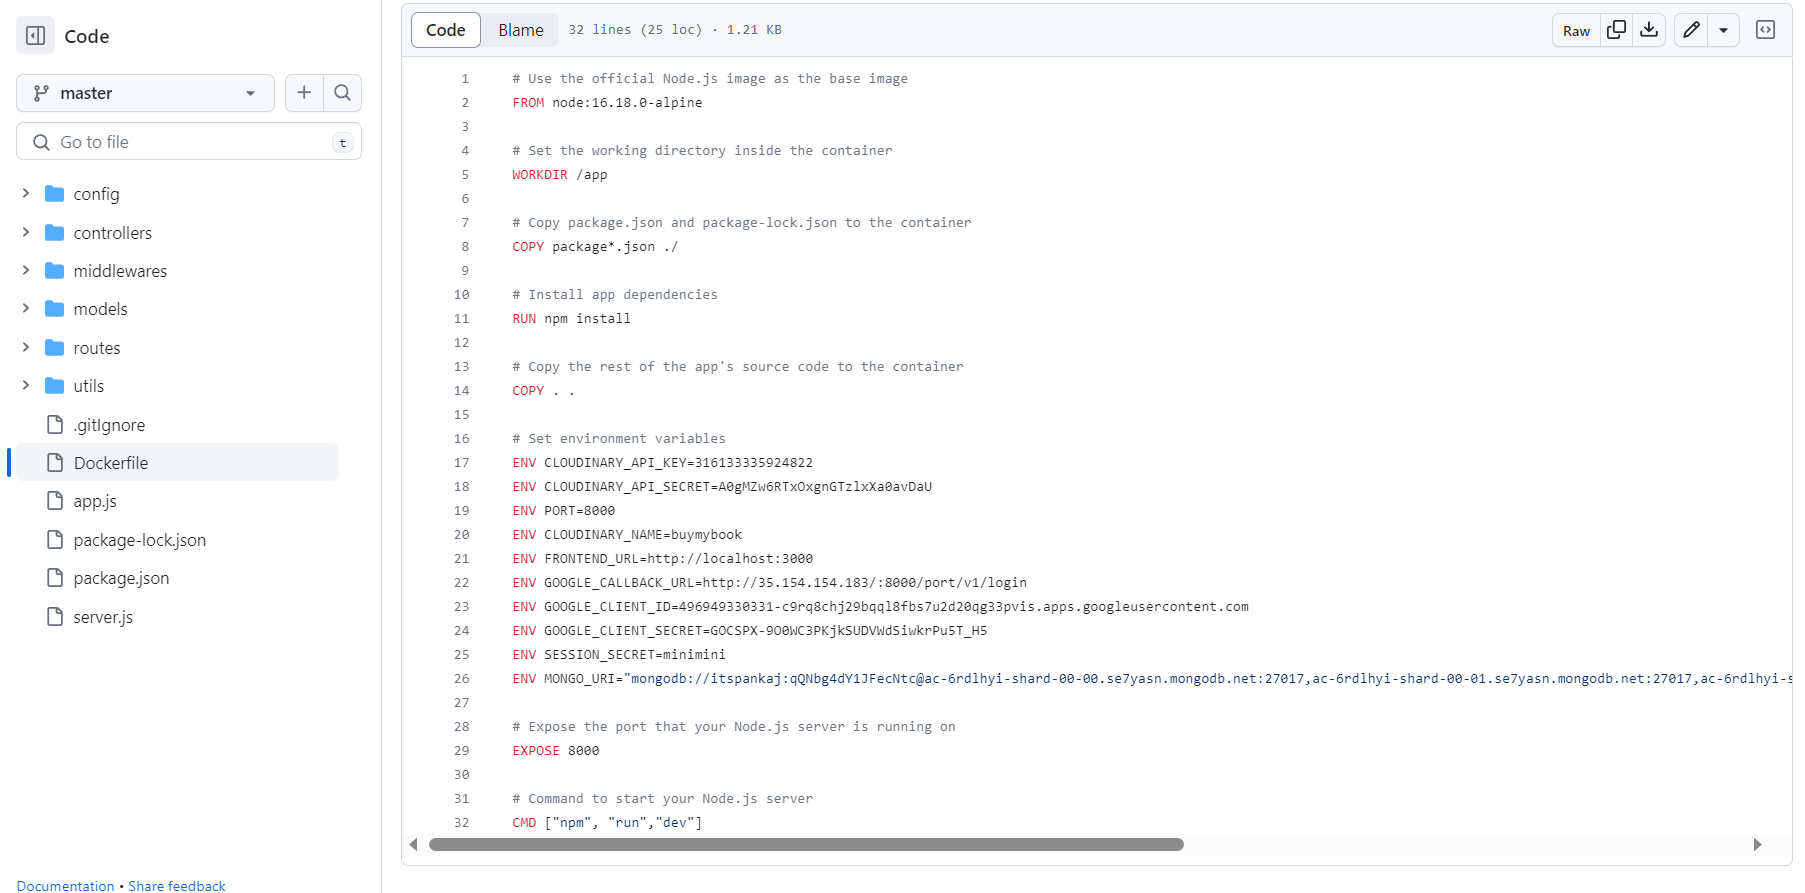 Code
master
Go to file
t
config
controllers
middlewares
models
routes
utils
.gitIgnore
Dockerfile
app.js
package-lock.json
package.json
server.js
Documentation • Share feedback
Code Blame 32 lines (25 loc) · 1.21 KB Raw
1 # Use the official Node.js image as the base image
2 FROM node:16.18.0-alpine
3
4 # Set the working directory inside the container
5 WORKDIR /app
6
7 # Copy package.json and package-lock.json to the container
8 COPY package*.json ./
9
10 # Install app dependencies
11 RUN npm install
12
13 # Copy the rest of the app's source code to the container
14 COPY . .
15
16 # Set environment variables
17 ENV CLOUDINARY_API_KEY=316133335924822
18 ENV CLOUDINARY_API_SECRET=A0gMZw6RTxOxgnGTzlxXa0avDaU
19 ENV PORT=8000
20 ENV CLOUDINARY_NAME=buymybook
21 ENV FRONTEND_URL=http://localhost:3000
22 ENV GOOGLE_CALLBACK_URL=http://35.154.154.183/:8000/port/v1/login
23 ENV GOOGLE_CLIENT_ID=496949330331-c9rq8chj29bqql8fbs7u2d20qg33pvis.apps.googleusercontent.com
24 ENV GOOGLE_CLIENT_SECRET=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
25 ENV SESSION_SECRET=minimini
26 ENV MONGO_URI="mongodb://itspankaj:qQNbg4dY1JFecNtc@ac-6rdlhyi-shard-00-00.se7yasn.mongodb.net:27017,ac-6rdlhyi-shard-00-01.se7yasn.mongodb.net:27017,ac-6rdlhyi-s
27
28 # Expose the port that your Node.js server is running on
29 EXPOSE 8000
30
31 # Command to start your Node.js server
32 CMD ["npm", "run","dev"]